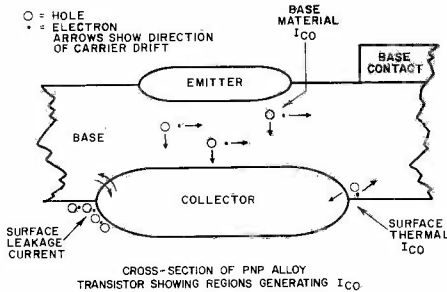 ○ = HOLE
• = ELECTRON
ARROWS SHOW DIRECTION
OF CARRIER DRIFT
BASE
MATERIAL
ICO
BASE
CONTACT
EMITTER
BASE
COLLECTOR
SURFACE
LEAKAGE
CURRENT
SURFACE
THERMAL
ICO
CROSS-SECTION OF PNP ALLOY
TRANSISTOR SHOWING REGIONS GENERATING ICO